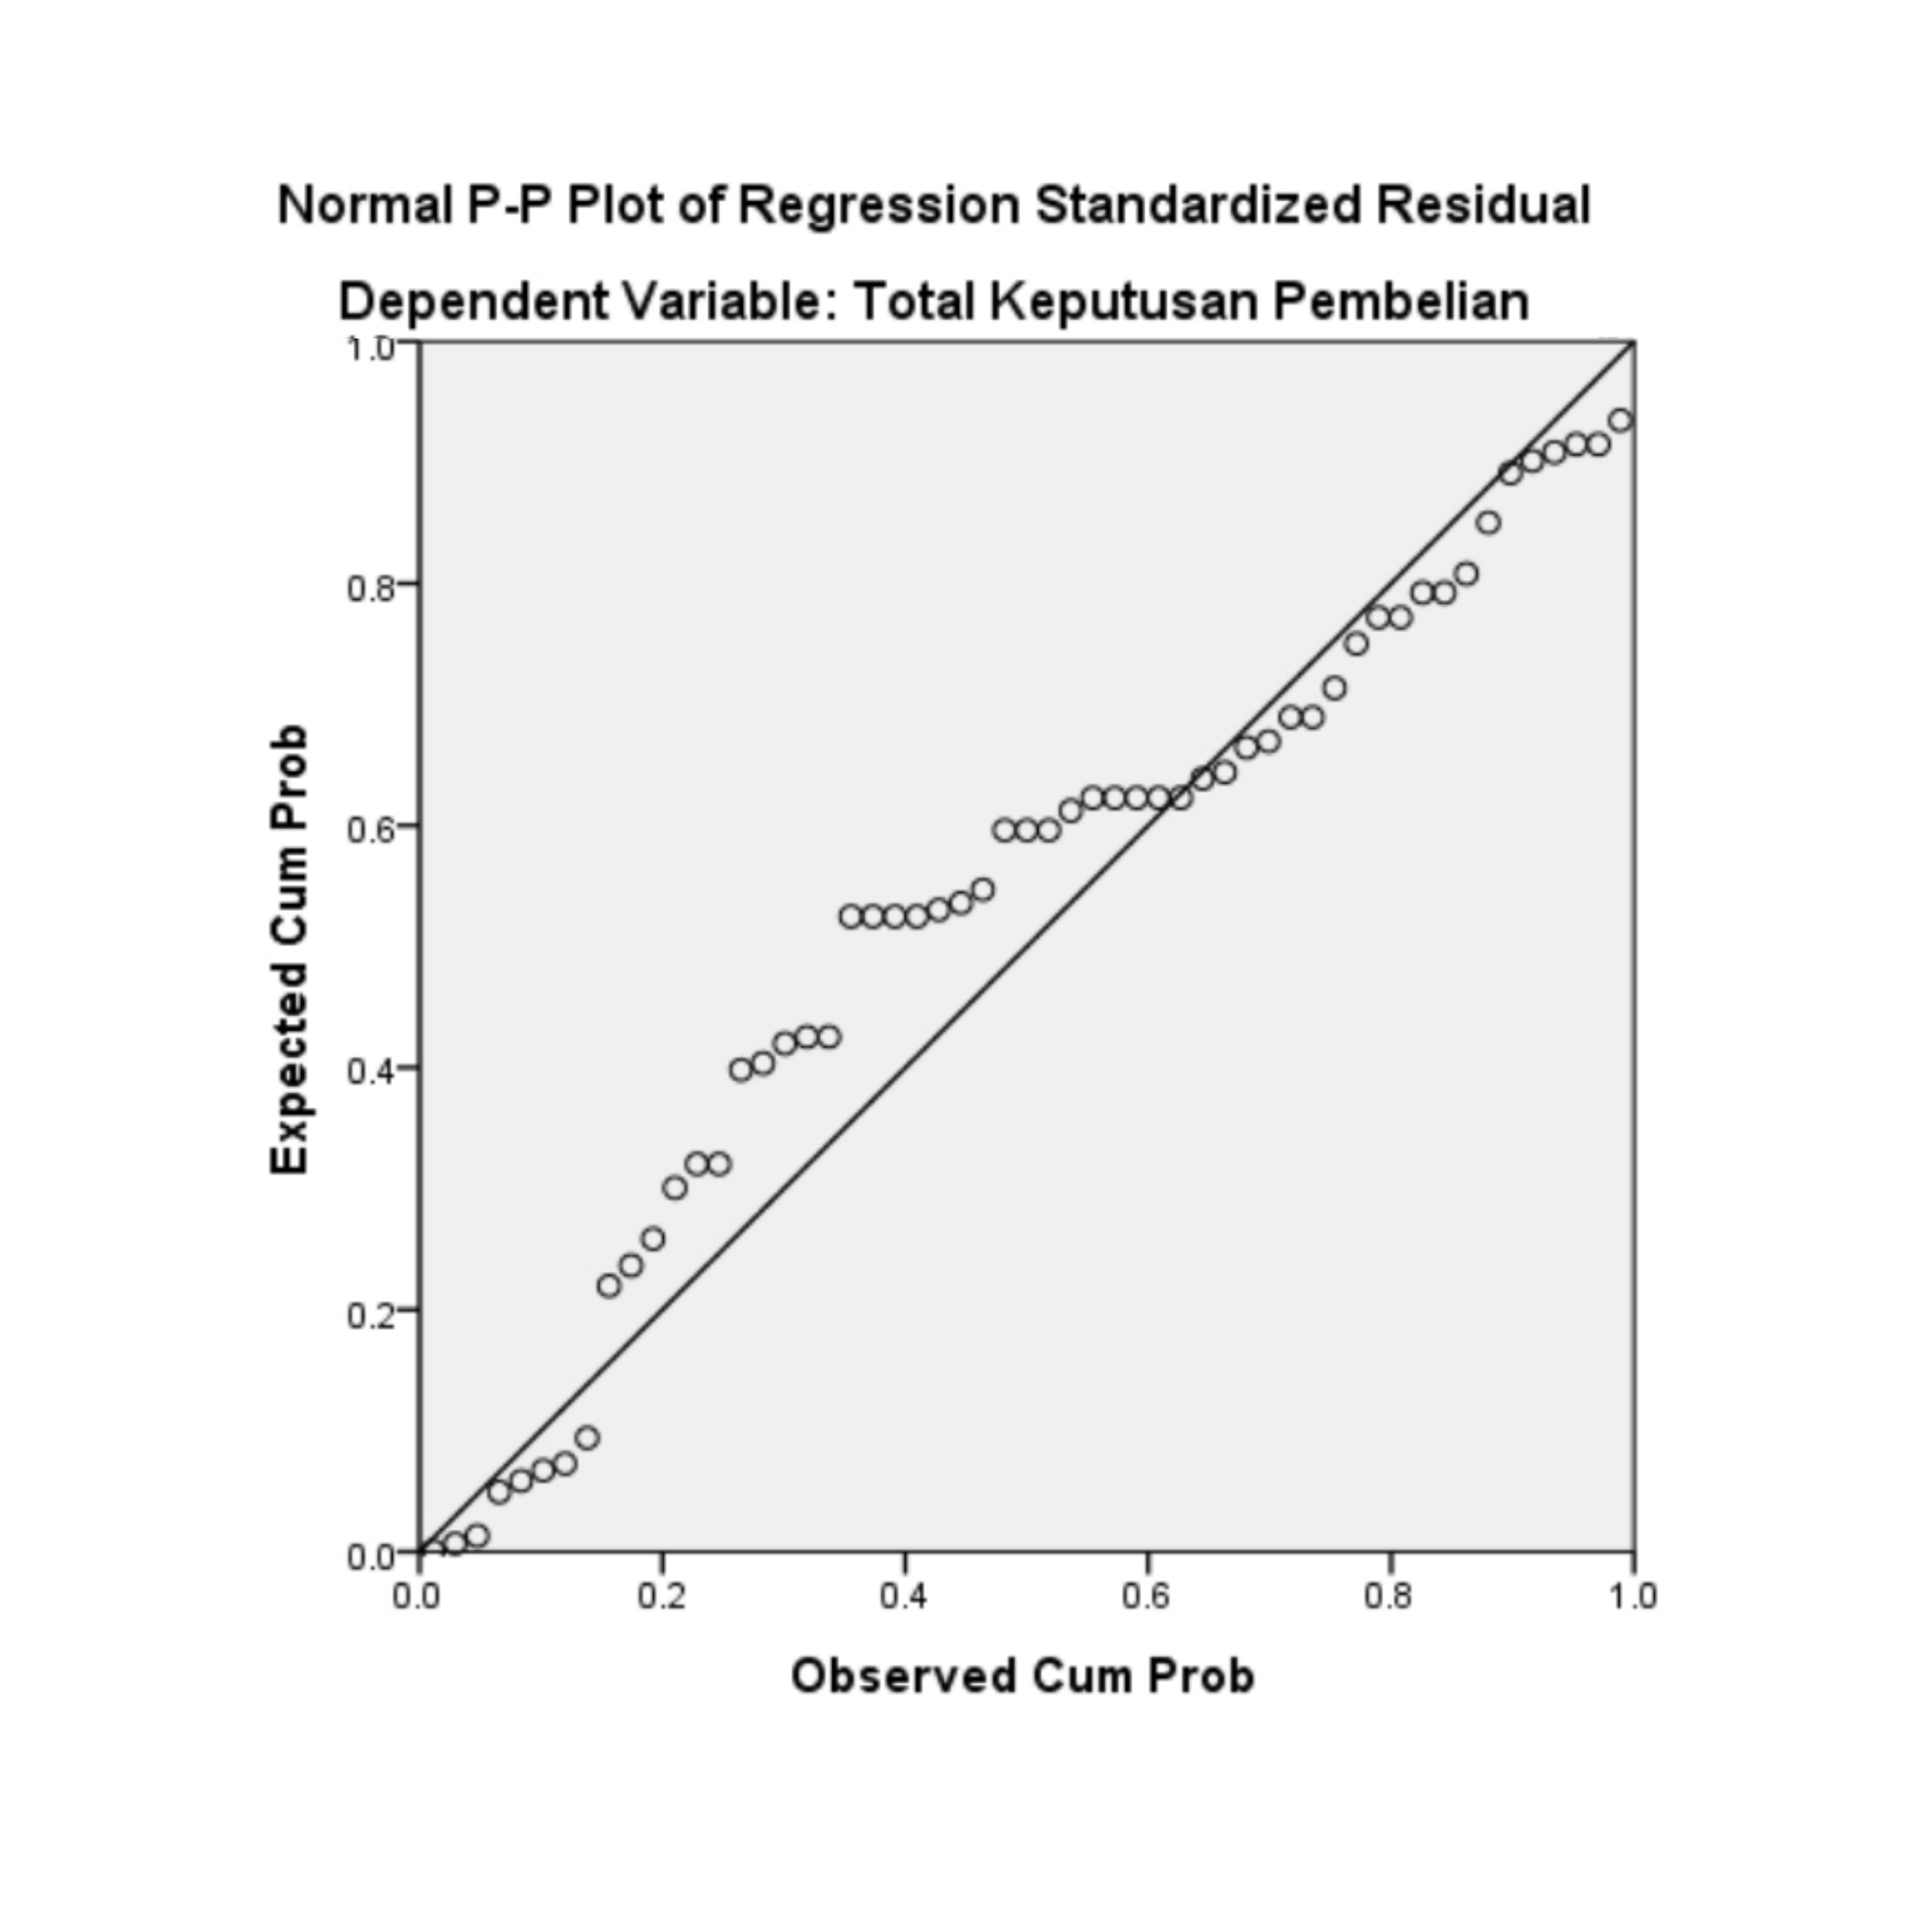 Normal P-P Plot of Regression Standardized Residual
Dependent Variable: Total Keputusan Pembelian
1.0
0.8
0.6
0.4
0.2
0.0
Expected Cum Prob
0.0 0.2 0.4 0.6 0.8 1.0
Observed Cum Prob